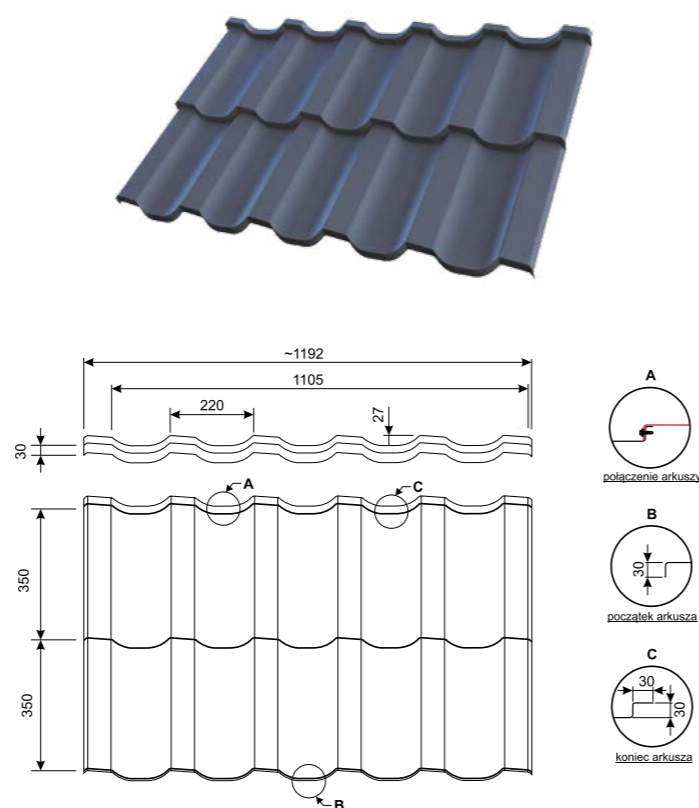 ~1192
1105
220
27
30
A
C
350
350
B
A
połączenie arkuszy
B
30
początek arkusza
C
30
30
koniec arkusza